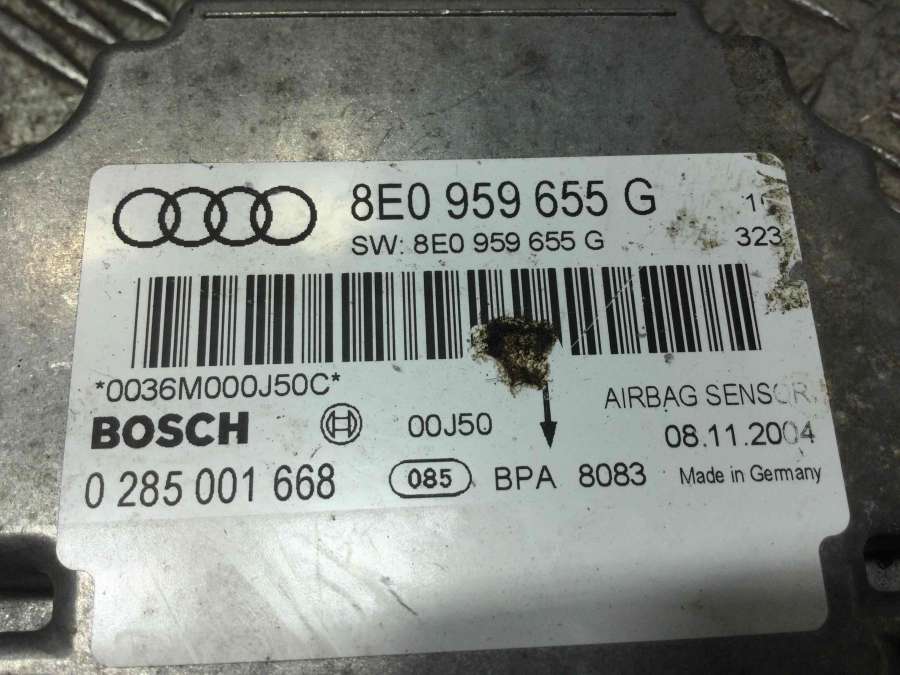 8E0 959 655 G
SW: 8E0 959 655 G
323
*0036M000J50C*
AIRBAG SENSOR
BOSCH
00J50
08.11.2004
0 285 001 668
085
BPA 8083
Made in Germany